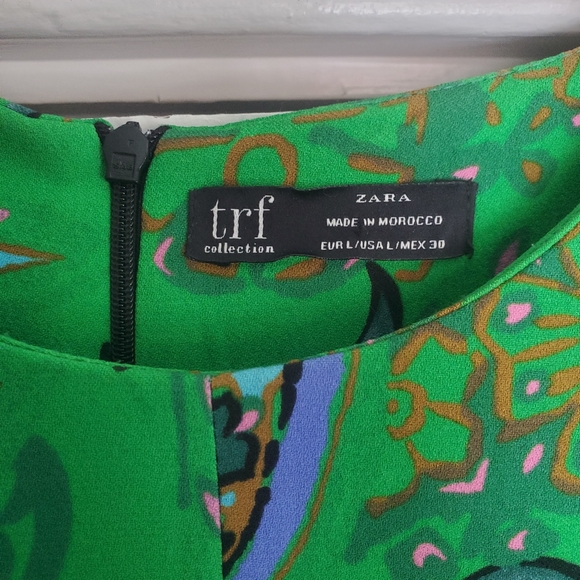 trf
collection
ZARA
MADE IN MOROCCO
EUR L/USA L/MEX 30